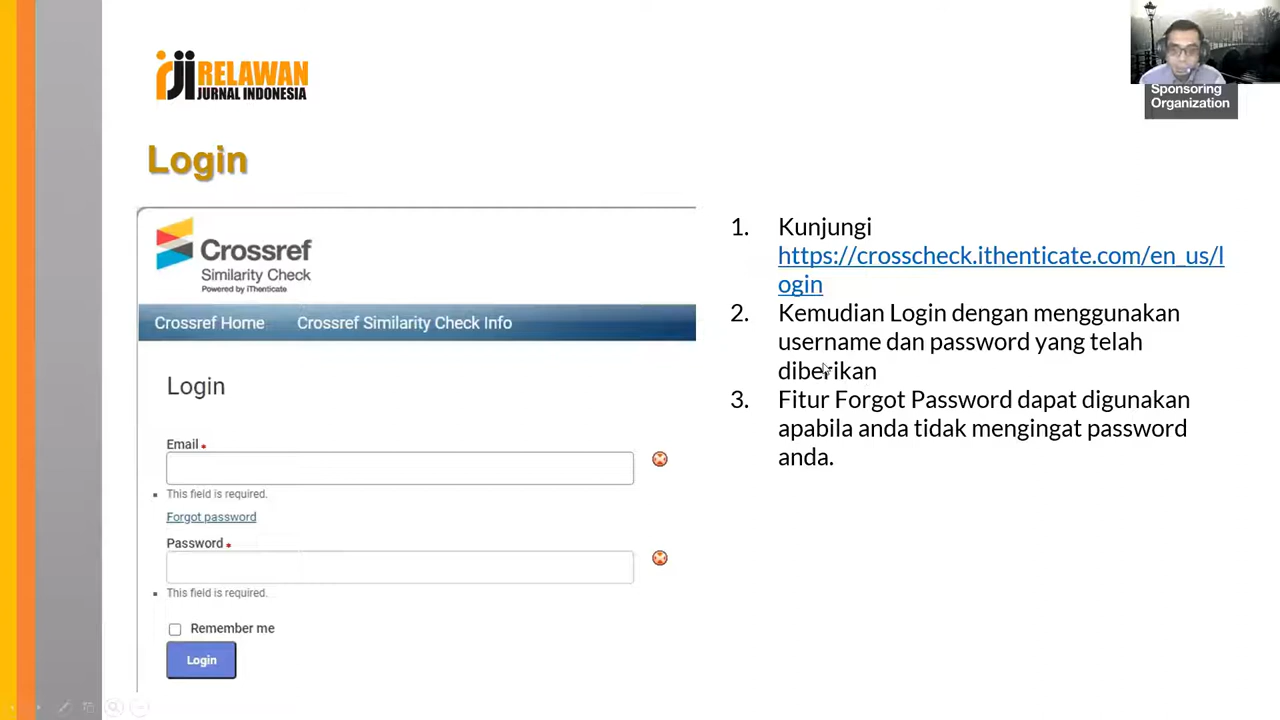 RELAWAN
JURNAL INDONESIA
Sponsoring
Organization
Login
Crossref
Similarity Check
Powered by iThenticate
Crossref Home Crossref Similarity Check Info
Login
Email *
This field is required.
Forgot password
Password *
This field is required.
Remember me
Login
1. Kunjungi
https://crosscheck.ithenticate.com/en_us/l
ogin
2. Kemudian Login dengan menggunakan
username dan password yang telah
diberikan
3. Fitur Forgot Password dapat digunakan
apabila anda tidak mengingat password
anda.